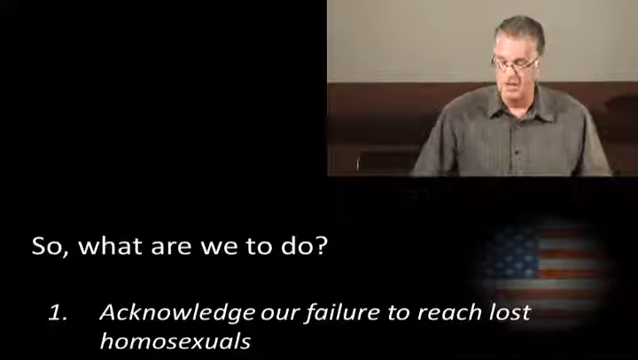 So, what are we to do?
1. Acknowledge our failure to reach lost
homosexuals